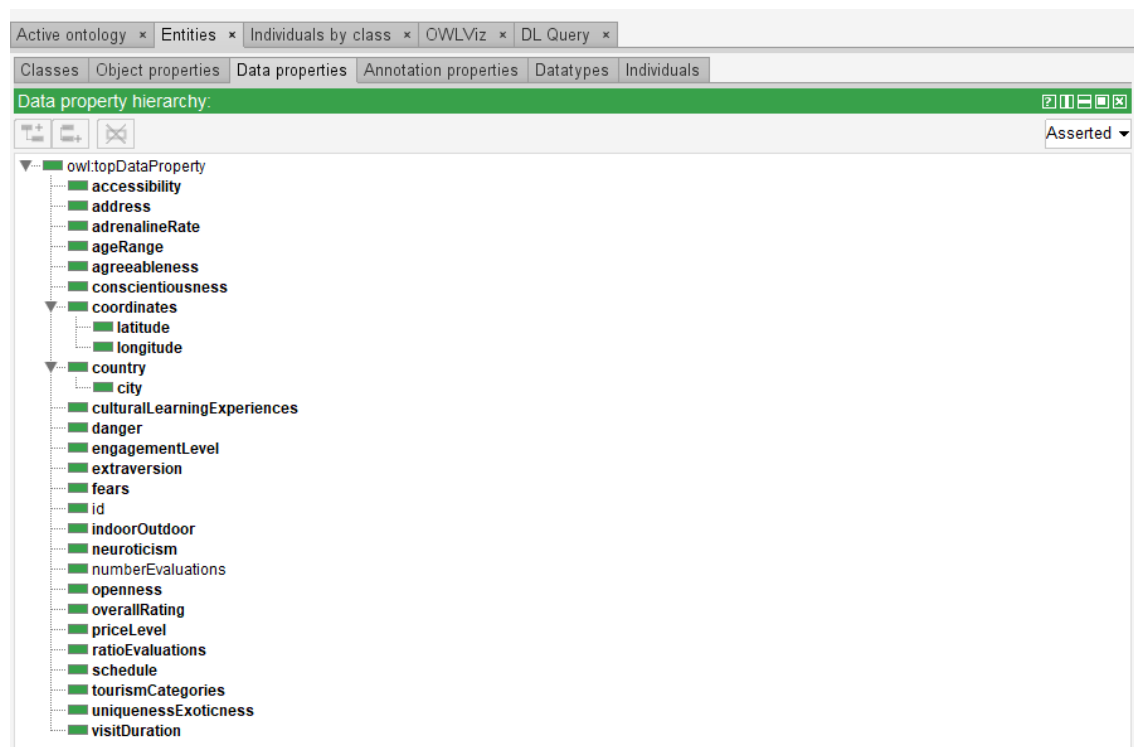 Active ontology × Entities × Individuals by class × OWLViz × DL Query ×
Classes Object properties Data properties Annotation properties Datatypes Individuals
Data property hierarchy:
Asserted
owl:topDataProperty
accessibility
address
adrenalineRate
ageRange
agreeableness
conscientiousness
coordinates
latitude
longitude
country
city
culturalLearningExperiences
danger
engagementLevel
extraversion
fears
id
indoorOutdoor
neuroticism
numberEvaluations
openness
overallRating
priceLevel
ratioEvaluations
schedule
tourismCategories
uniquenessExoticness
visitDuration